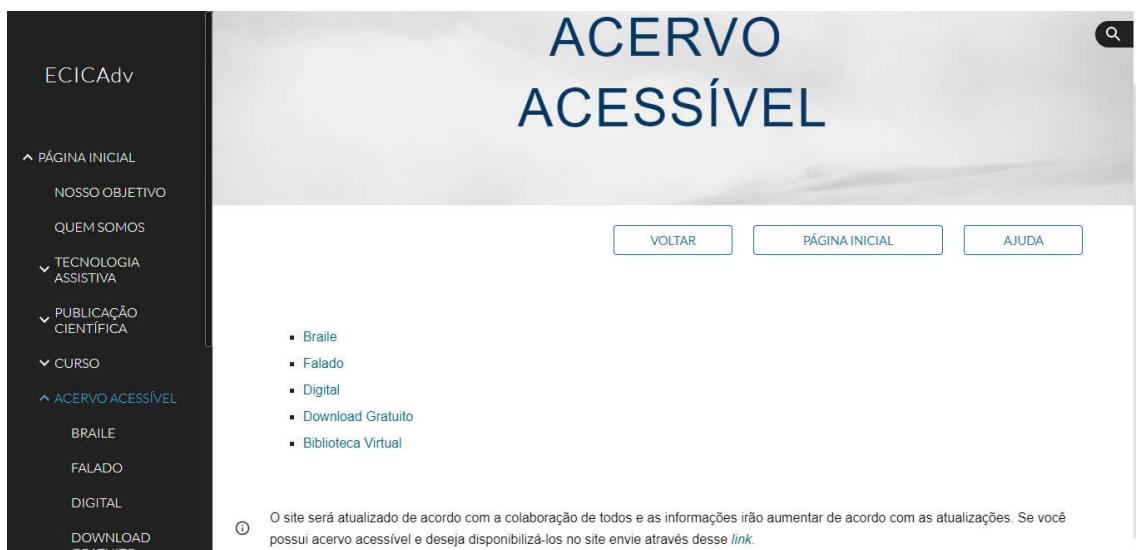 ECICAdv
PÁGINA INICIAL
NOSSO OBJETIVO
QUEM SOMOS
TECNOLOGIA
ASSISTIVA
PUBLICAÇÃO
CIENTÍFICA
CURSO
ACERVO ACESSÍVEL
BRAILE
FALADO
DIGITAL
DOWNLOAD
GRATUITO
ACERVO
ACESSÍVEL
VOLTAR
PÁGINA INICIAL
AJUDA
Braile
Falado
Digital
Download Gratuito
Biblioteca Virtual
O site será atualizado de acordo com a colaboração de todos e as informações irão aumentar de acordo com as atualizações. Se você
possui acervo acessível e deseja disponibilizá-los no site envie através desse link.